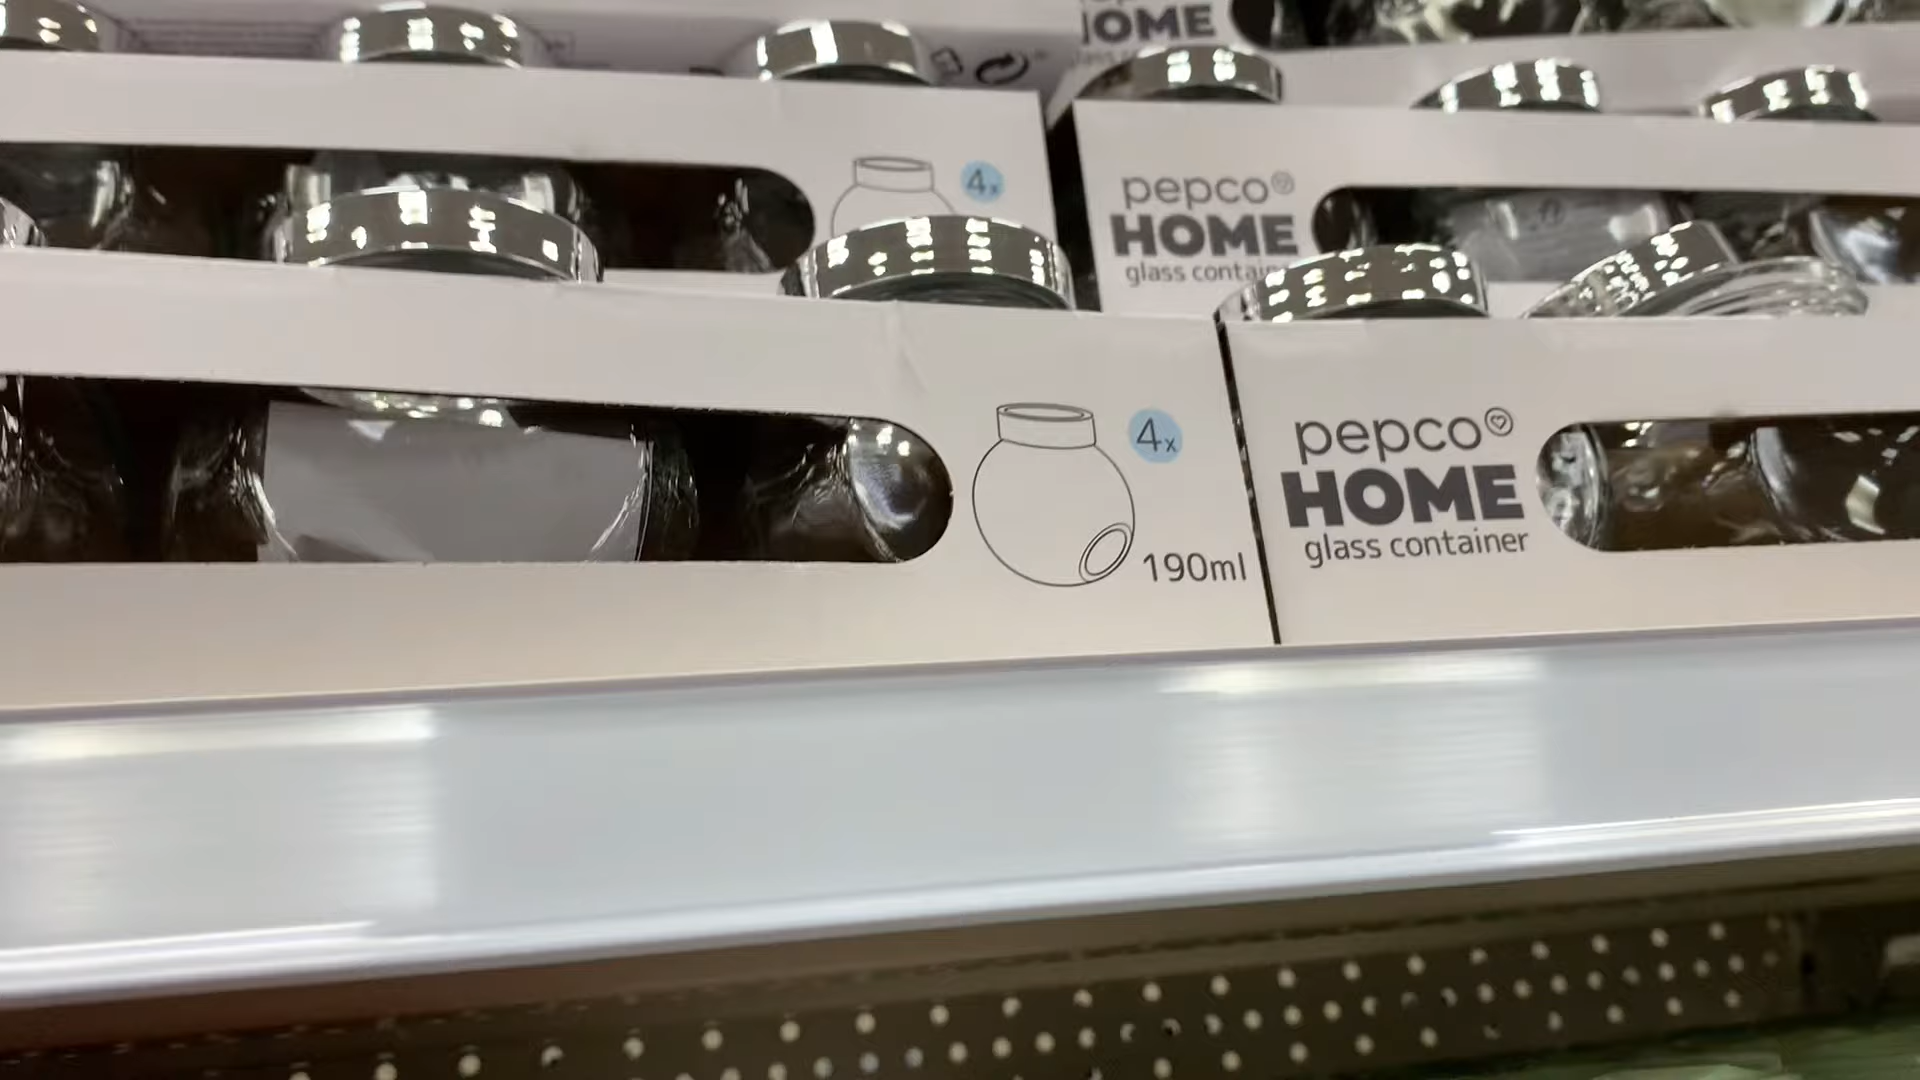 HOME
4x
pepco
HOME
glass container
4x
190ml
pepco
HOME
glass container